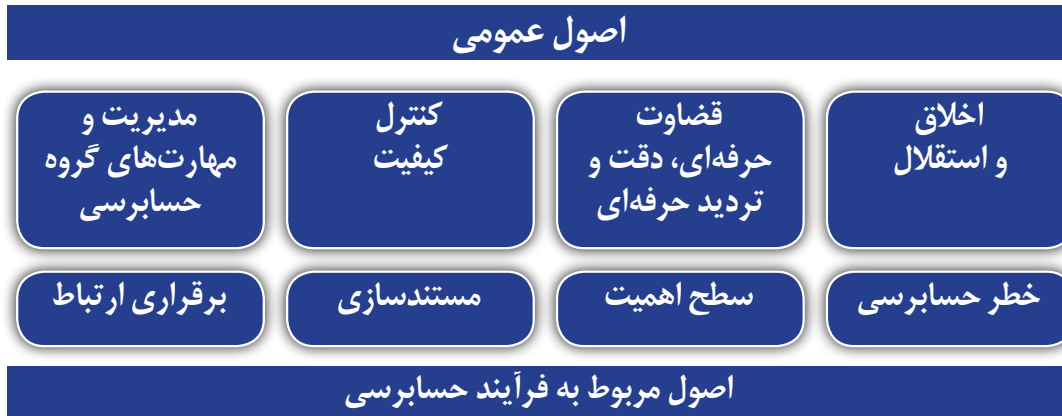 اصول عمومی
اخلاق
و استقلال
قضاوت
حرفه‌ای، دقت و
تردید حرفه‌ای
کنترل
کیفیت
مدیریت و
مهارت‌های گروه
حسابرسی
خطر حسابرسی
سطح اهمیت
مستندسازی
برقراری ارتباط
اصول مربوط به فرآیند حسابرسی